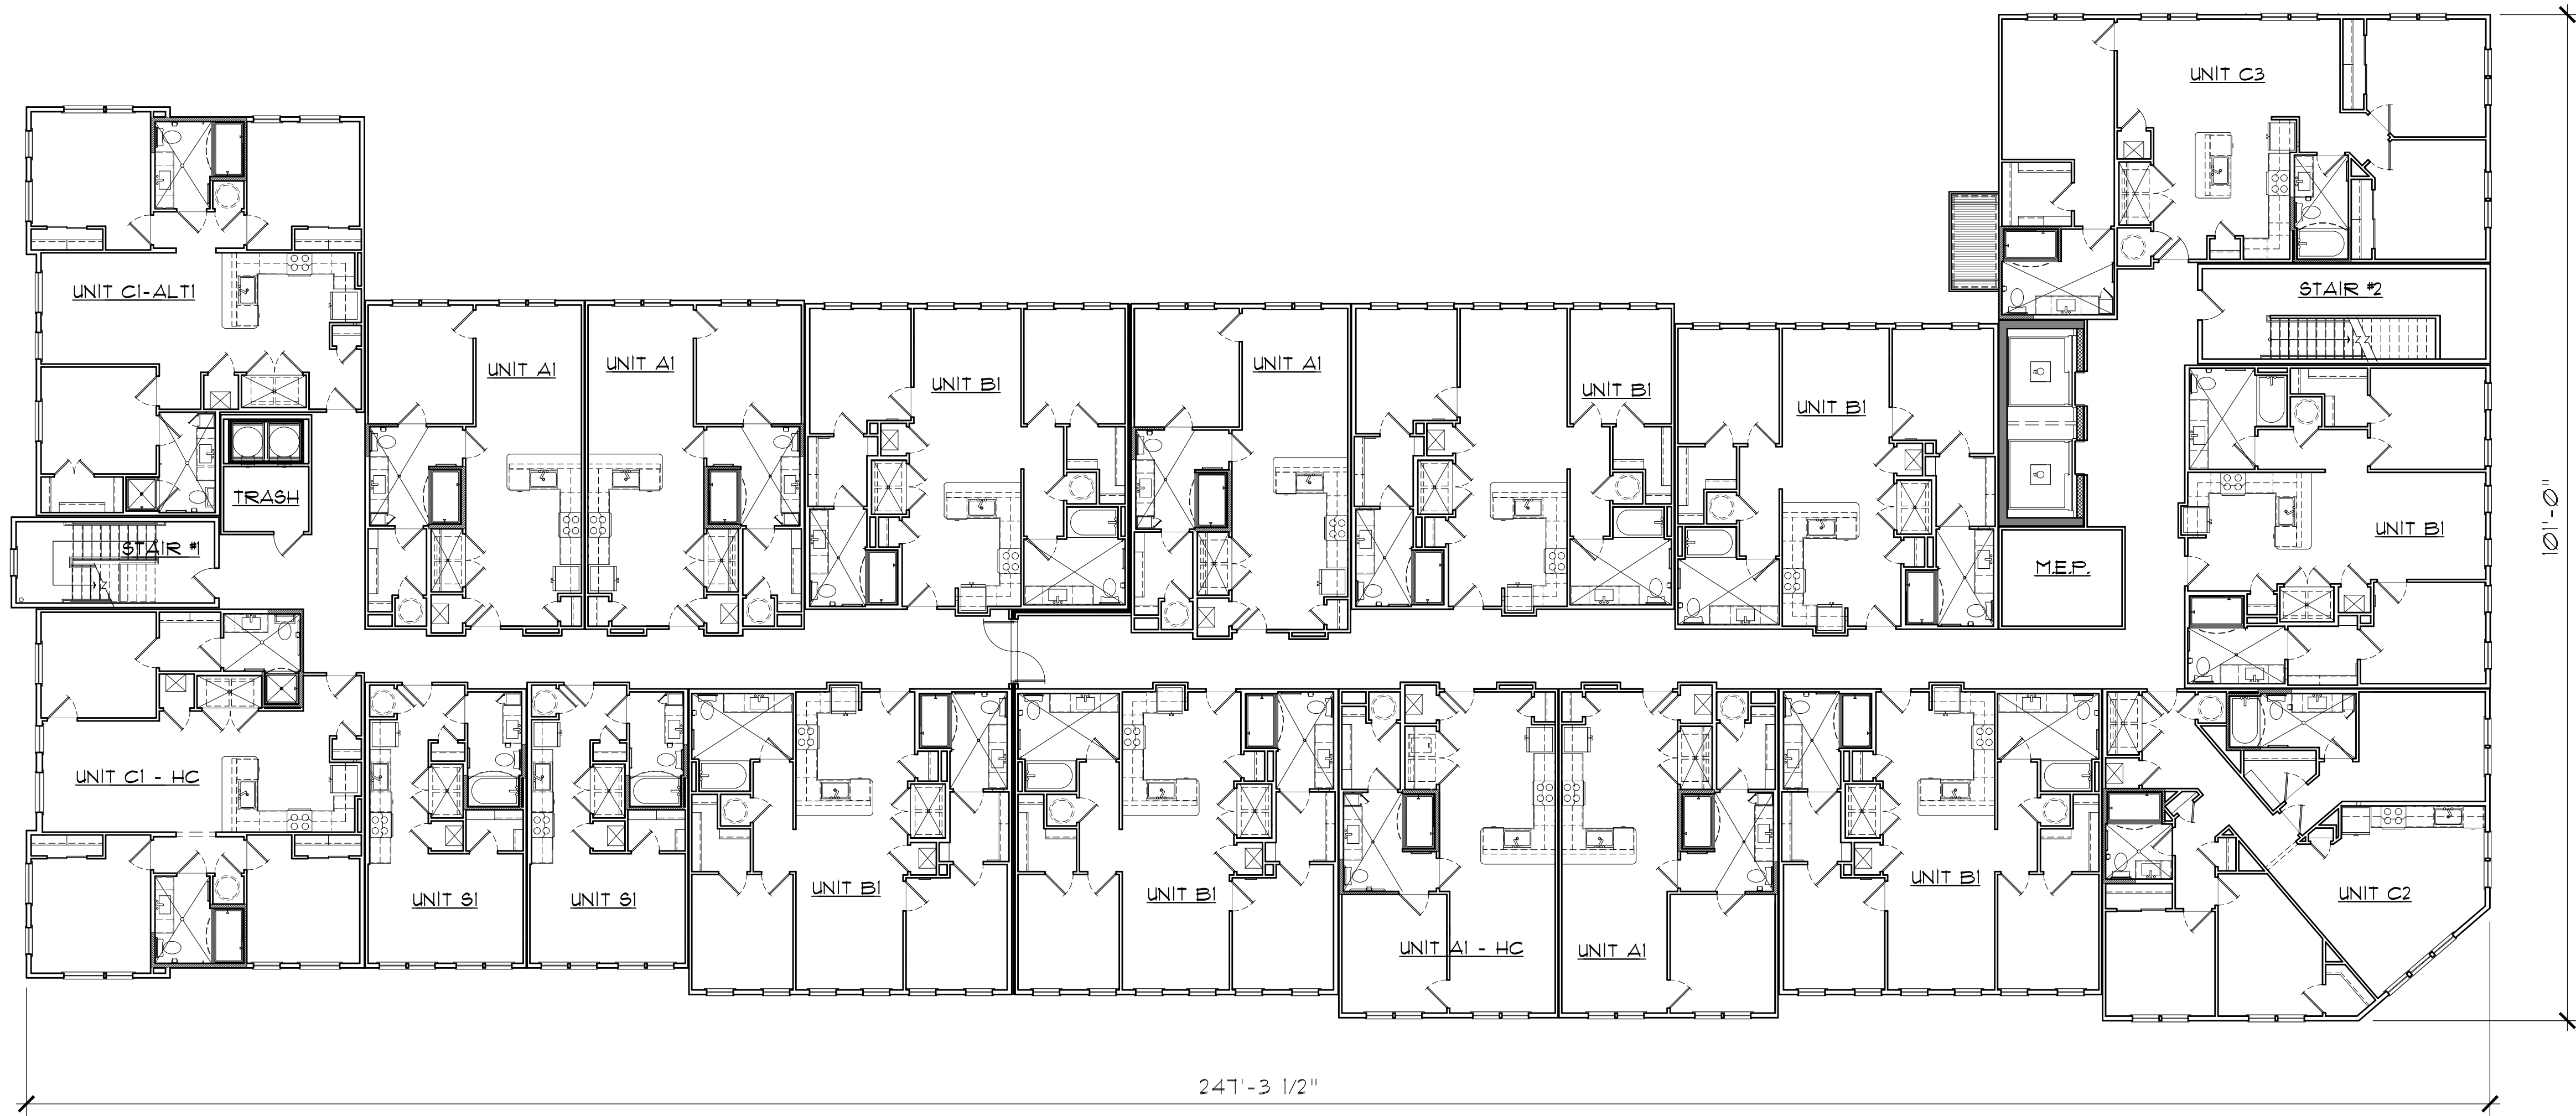 UNIT C3
UNIT C1-ALT1
STAIR #2
UNIT A1
UNIT A1
UNIT B1
UNIT A1
UNIT B1
UNIT B1
TRASH
UNIT B1
101'-0"
STAIR #1
M.E.P.
UNIT C1 - HC
UNIT S1
UNIT S1
UNIT B1
UNIT B1
UNIT A1 - HC
UNIT A1
UNIT B1
UNIT C2
247'-3 1/2"